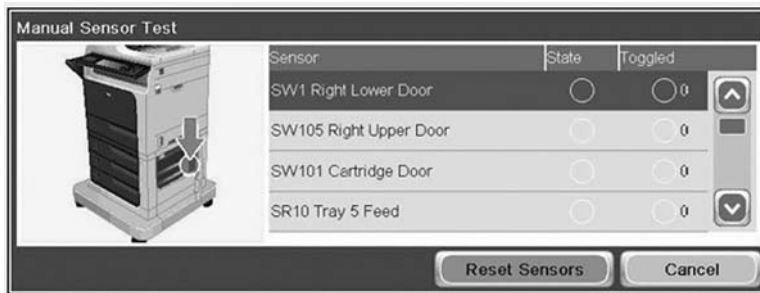 Manual Sensor Test
Sensor State Toggled
SW1 Right Lower Door 0
SW105 Right Upper Door 0
SW101 Cartridge Door 0
SR10 Tray 5 Feed 0
Reset Sensors Cancel